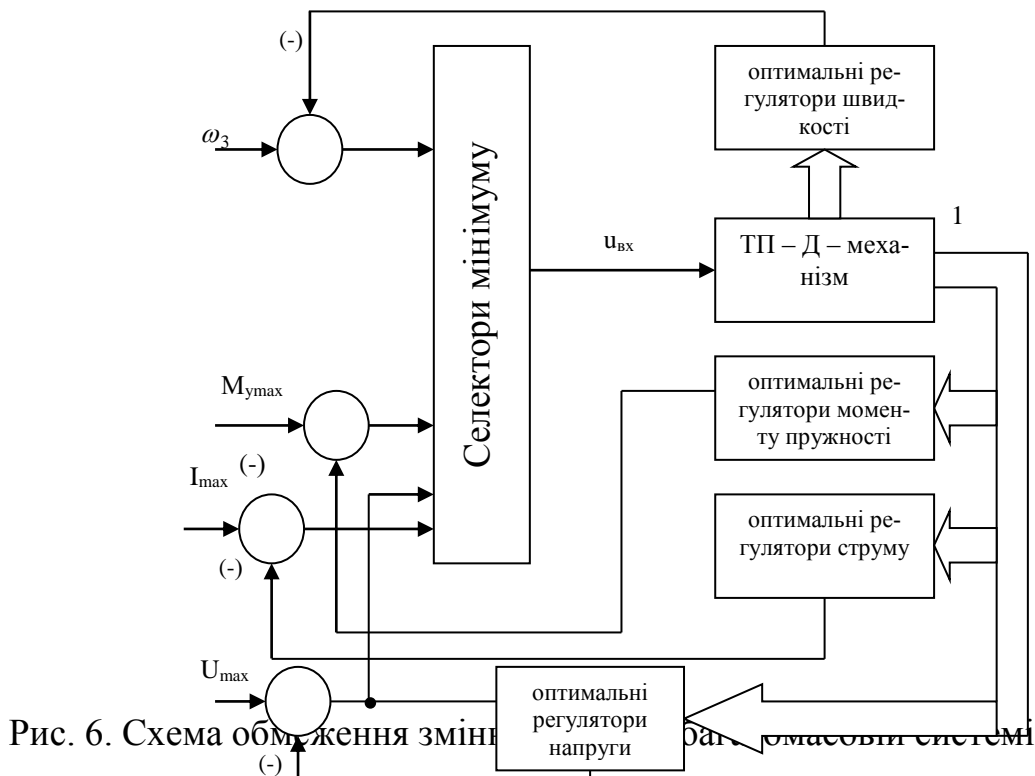 (-)
оптимальні ре-
гулятори швид-
кості
ω₃
Селектори мінімуму
1
uвх
ТП – Д – меха-
нізм
Mymax
оптимальні ре-
гулятори момен-
ту пружності
(-)
Imax
оптимальні ре-
гулятори струму
(-)
Umax
оптимальні
регулятори
напруги
Рис. 6. Схема системі
(-)